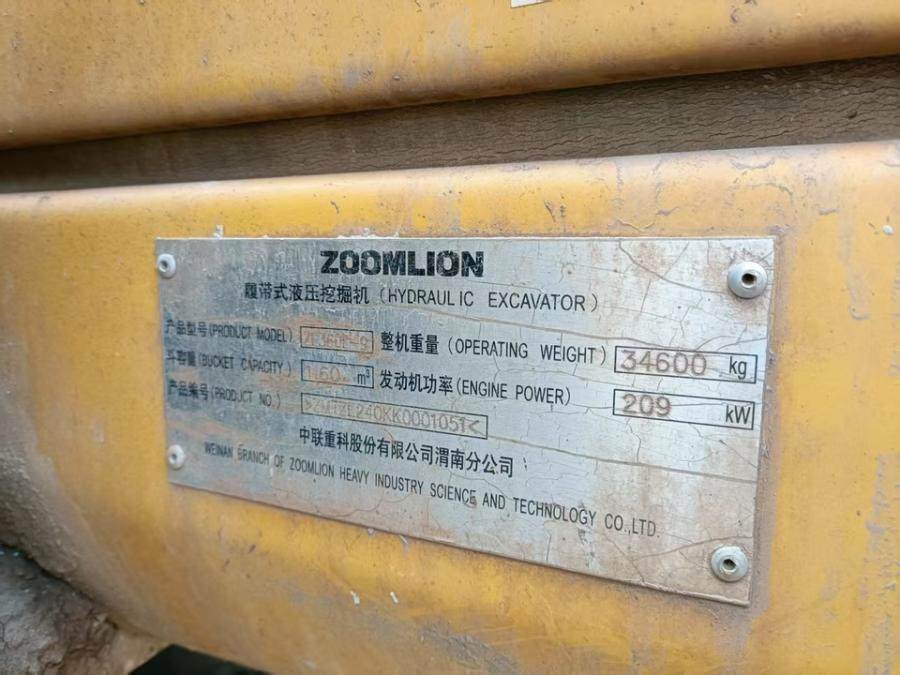 ZOOMLION
履带式液压挖掘机 (HYDRAULIC EXCAVATOR)
产品型号(PRODUCT MODEL) 整机重量 (OPERATING WEIGHT) 34600 kg
斗容量(BUCKET CAPACITY) 1.60 m³ 发动机功率(ENGINE POWER) 209 kW
产品编号(PRODUCT NO.)
中联重科股份有限公司渭南分公司
WEINAN BRANCH OF ZOOMLION HEAVY INDUSTRY SCIENCE AND TECHNOLOGY CO.,LTD.